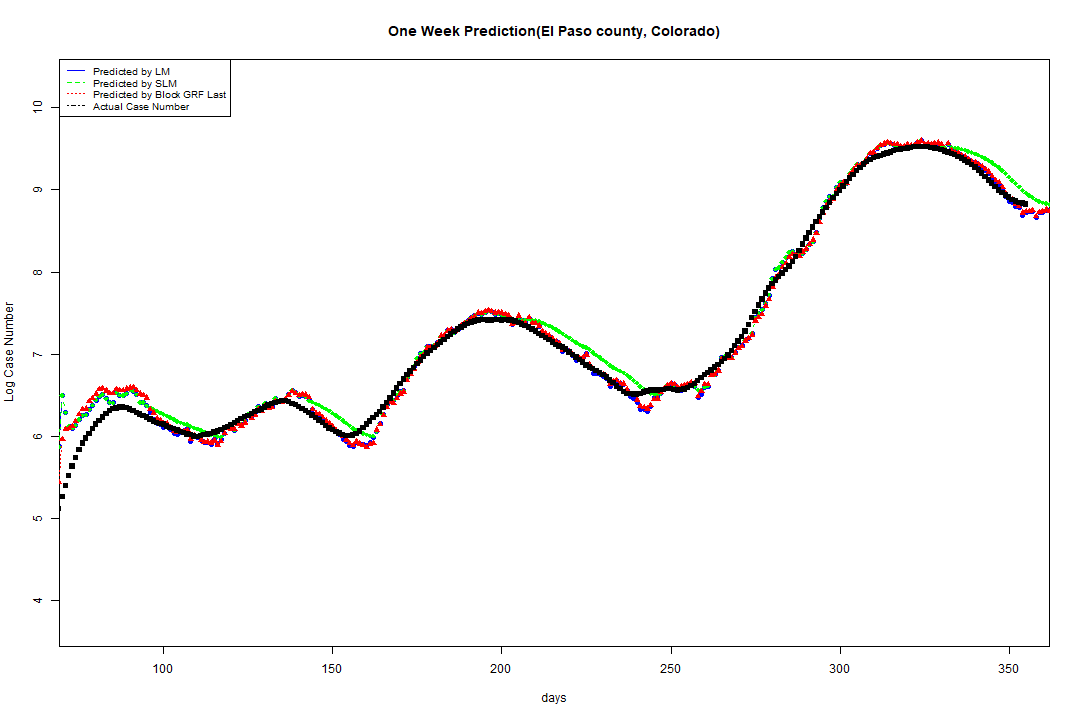 One Week Prediction(El Paso county, Colorado)
Predicted by LM
Predicted by SLM
Predicted by Block GRF Last
Actual Case Number
Log Case Number
10
9
8
7
6
5
4
100 150 200 250 300 350
days